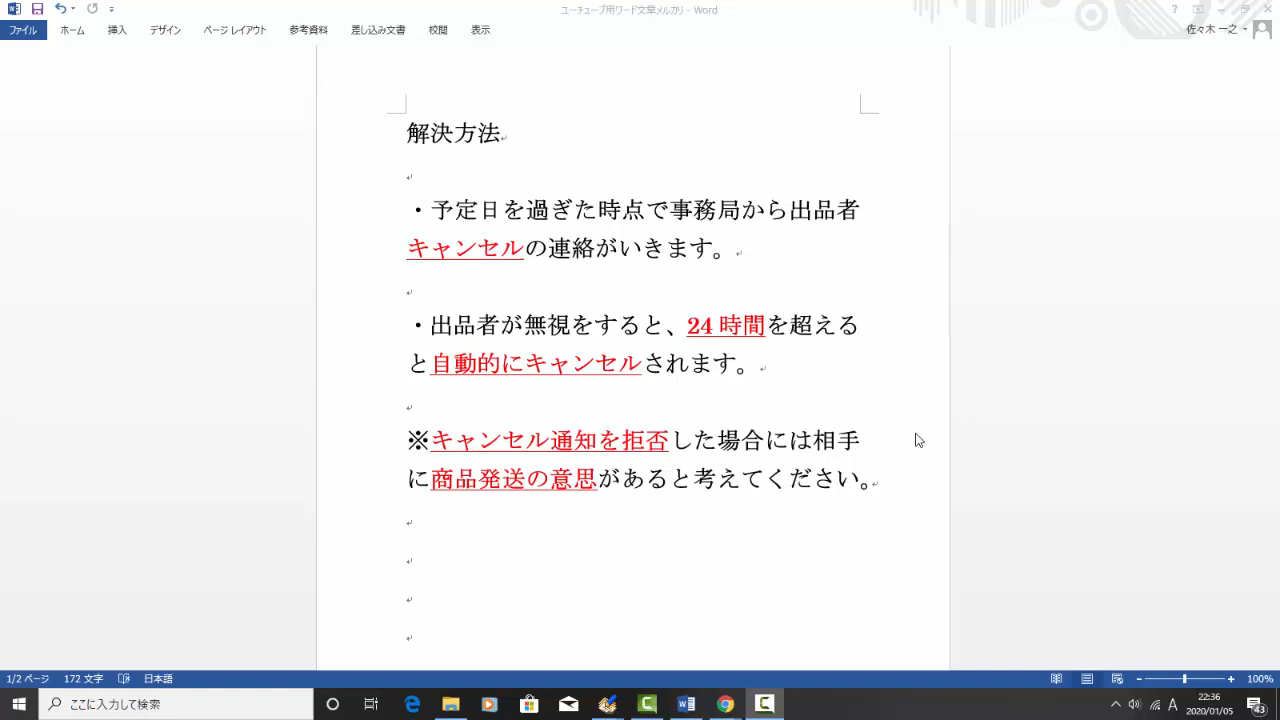 ユーチューブ用ワード文章メルカリ - Word
ファイル ホーム 挿入 デザイン ページ レイアウト 参考資料 差し込み文書 校閲 表示 佐々木 一之
解決方法
・予定日を過ぎた時点で事務局から出品者
キャンセルの連絡がいきます。
・出品者が無視をすると、24時間を超える
と自動的にキャンセルされます。
※キャンセル通知を拒否した場合には相手
に商品発送の意思があると考えてください。
1/2 ページ 172 文字 日本語 100%
ここに入力して検索 A 22:36
2020/01/05 43